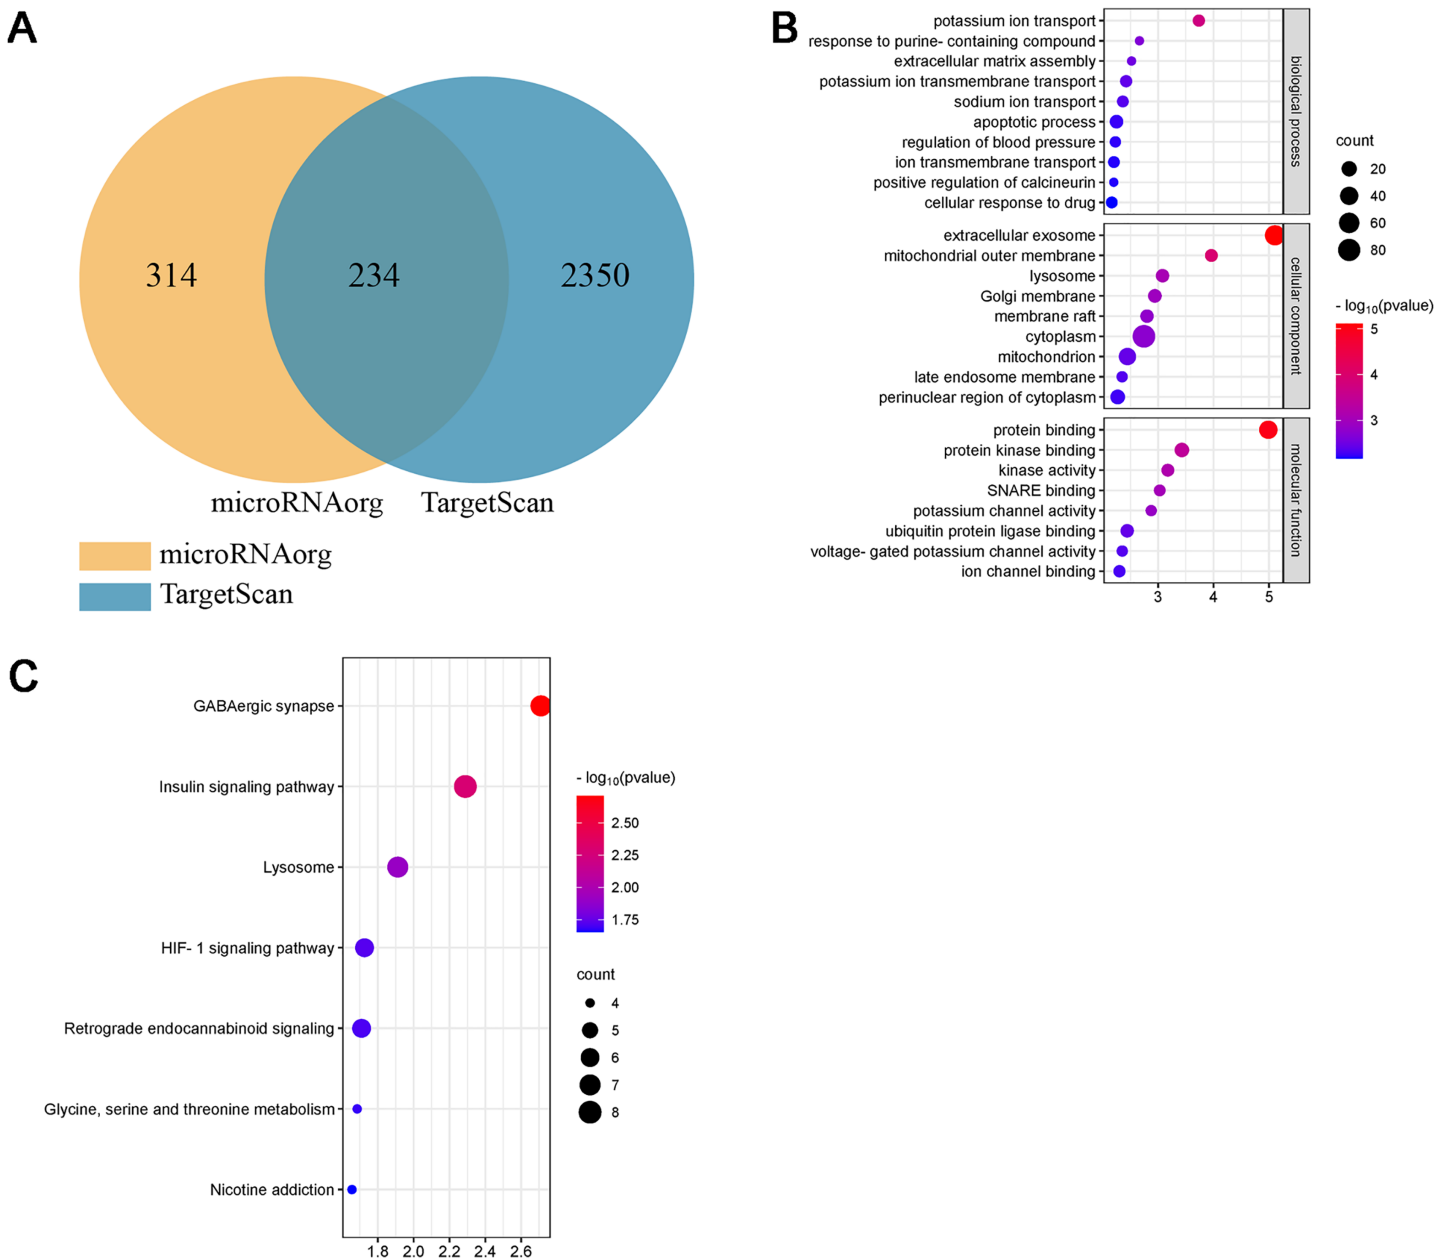 A
314
234
2350
microRNAorg
TargetScan
microRNAorg
TargetScan
B
potassium ion transport
response to purine- containing compound
extracellular matrix assembly
potassium ion transmembrane transport
sodium ion transport
apoptotic process
regulation of blood pressure
ion transmembrane transport
positive regulation of calcineurin
cellular response to drug
biological process
extracellular exosome
mitochondrial outer membrane
lysosome
Golgi membrane
membrane raft
cytoplasm
mitochondrion
late endosome membrane
perinuclear region of cytoplasm
cellular component
protein binding
protein kinase binding
kinase activity
SNARE binding
potassium channel activity
ubiquitin protein ligase binding
voltage- gated potassium channel activity
ion channel binding
molecular function
3 4 5
count
20
40
60
80
- log10(pvalue)
5
4
3
C
GABAergic synapse
Insulin signaling pathway
Lysosome
HIF- 1 signaling pathway
Retrograde endocannabinoid signaling
Glycine, serine and threonine metabolism
Nicotine addiction
1.8 2.0 2.2 2.4 2.6
- log10(pvalue)
2.50
2.25
2.00
1.75
count
4
5
6
7
8